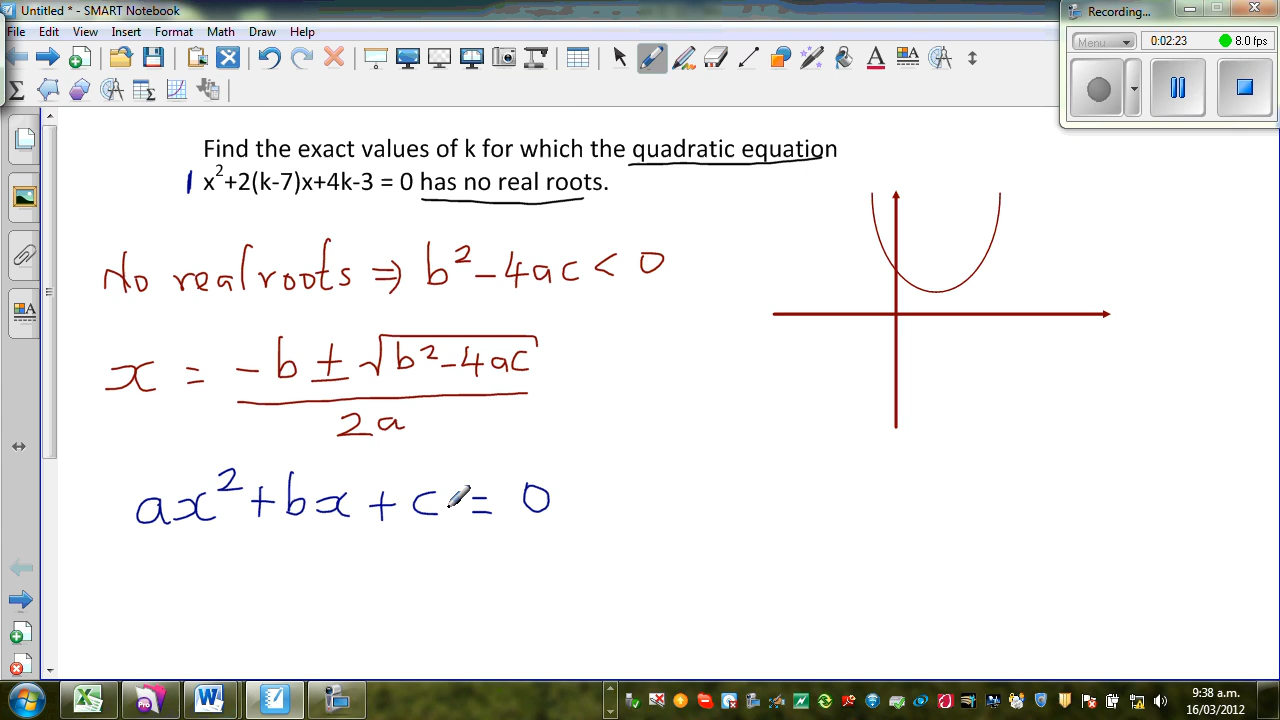 Untitled * - SMART Notebook
Recording...
File Edit View Insert Format Math Draw Help
Menu
0:02:23
8.0 fps
Find the exact values of k for which the quadratic equation
1 x²+2(k-7)x+4k-3 = 0 has no real roots.
No real roots ⇒ b² - 4ac < 0
x = -b ± √b² - 4ac
2a
ax² + bx + c = 0
9:38 a.m.
16/03/2012